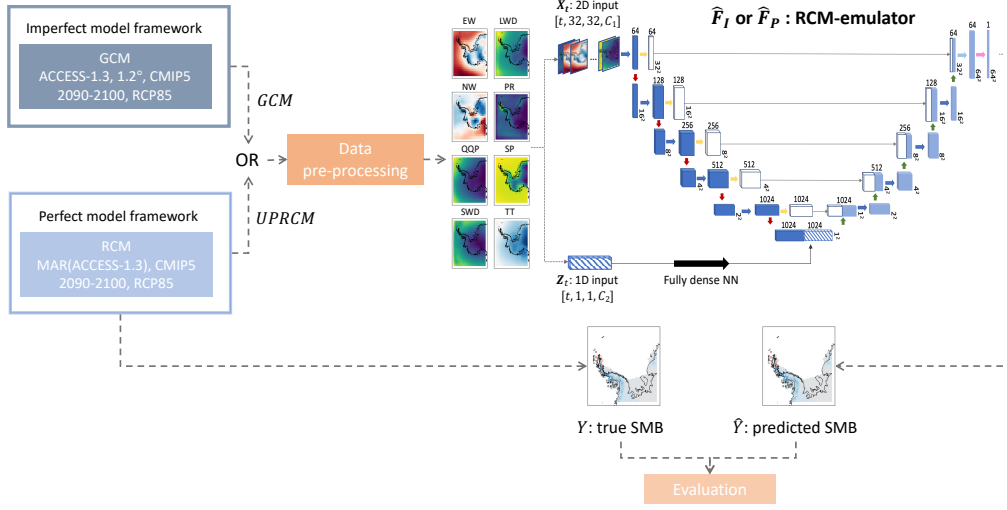 Imperfect model framework
GCM
ACCESS-1.3, 1.2°, CMIP5
2090-2100, RCP85
GCM
OR
UPRCM
Perfect model framework
RCM
MAR(ACCESS-1.3), CMIP5
2090-2100, RCP85
Data
pre-processing
EW LWD
NW PR
QQP SP
SWD TT
X_t: 2D input
[t, 32, 32, C_1]
F̂_I or F̂_P : RCM-emulator
64 64
32²
128 128
16² 16²
256 256
8² 8²
512 512
4² 4²
1024 1024
2² 1²
1024 1024
1²
512
4² 4²
2²
256
8² 8²
128
16² 16²
64
32²
64 1
64² 64²
Z_t: 1D input
[t, 1, 1, C_2]
Fully dense NN
Y: true SMB
Ŷ: predicted SMB
Evaluation